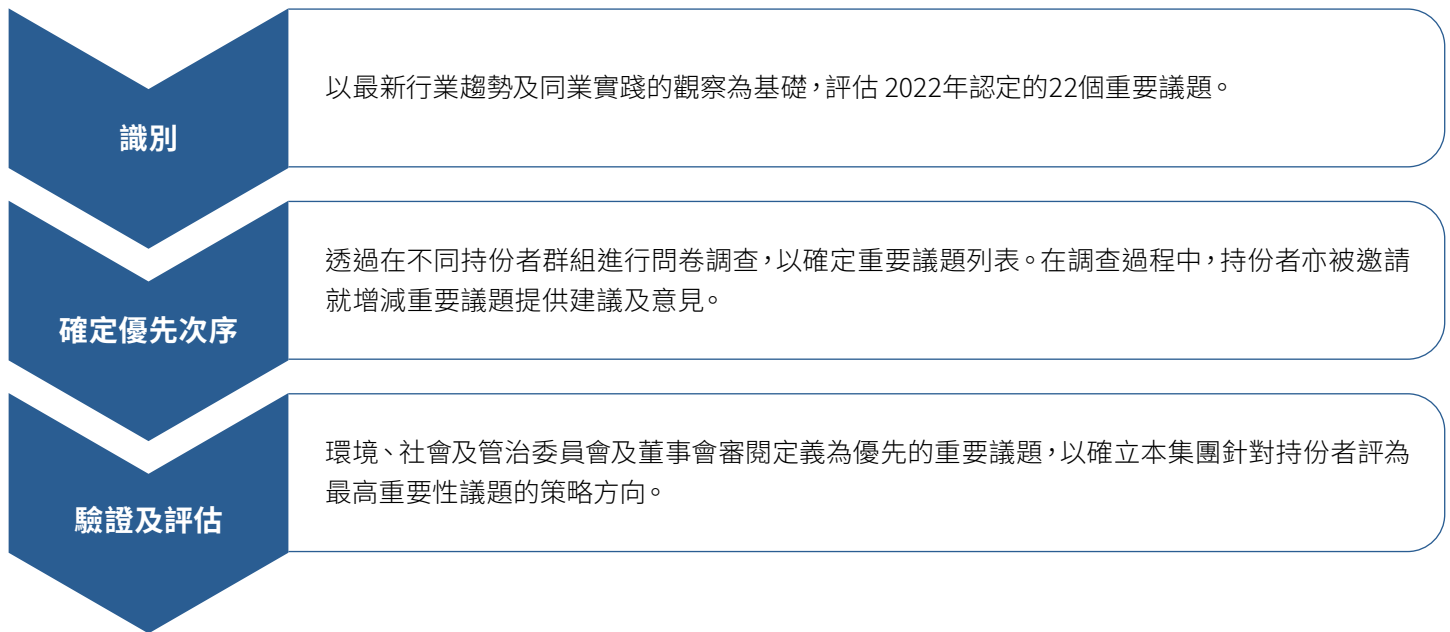 識別
以最新行業趨勢及同業實踐的觀察為基礎，評估 2022年認定的22個重要議題。
確定優先次序
透過在不同持份者群組進行問卷調查，以確定重要議題列表。在調查過程中，持份者亦被邀請
就增減重要議題提供建議及意見。
驗證及評估
環境、社會及管治委員會及董事會審閱定義為優先的重要議題，以確立本集團針對持份者評為
最高重要性議題的策略方向。